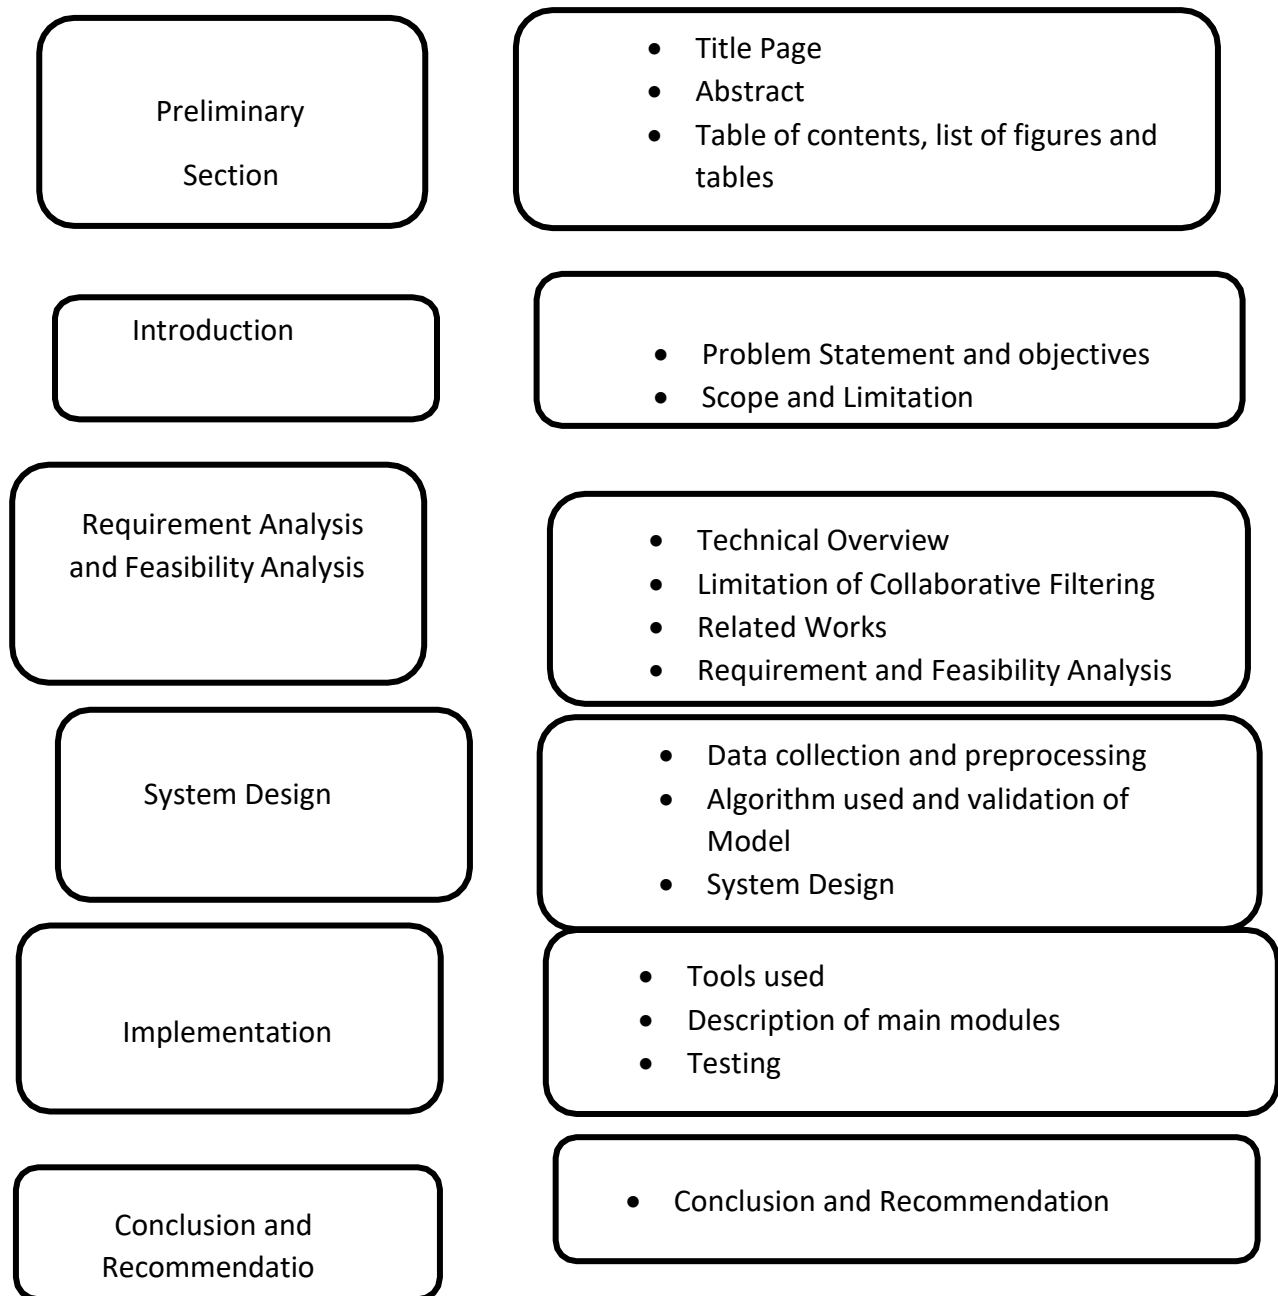 Preliminary
Section
• Title Page
• Abstract
• Table of contents, list of figures and
tables
Introduction
• Problem Statement and objectives
• Scope and Limitation
Requirement Analysis
and Feasibility Analysis
• Technical Overview
• Limitation of Collaborative Filtering
• Related Works
• Requirement and Feasibility Analysis
System Design
• Data collection and preprocessing
• Algorithm used and validation of
Model
• System Design
Implementation
• Tools used
• Description of main modules
• Testing
Conclusion and
Recommendatio
• Conclusion and Recommendation